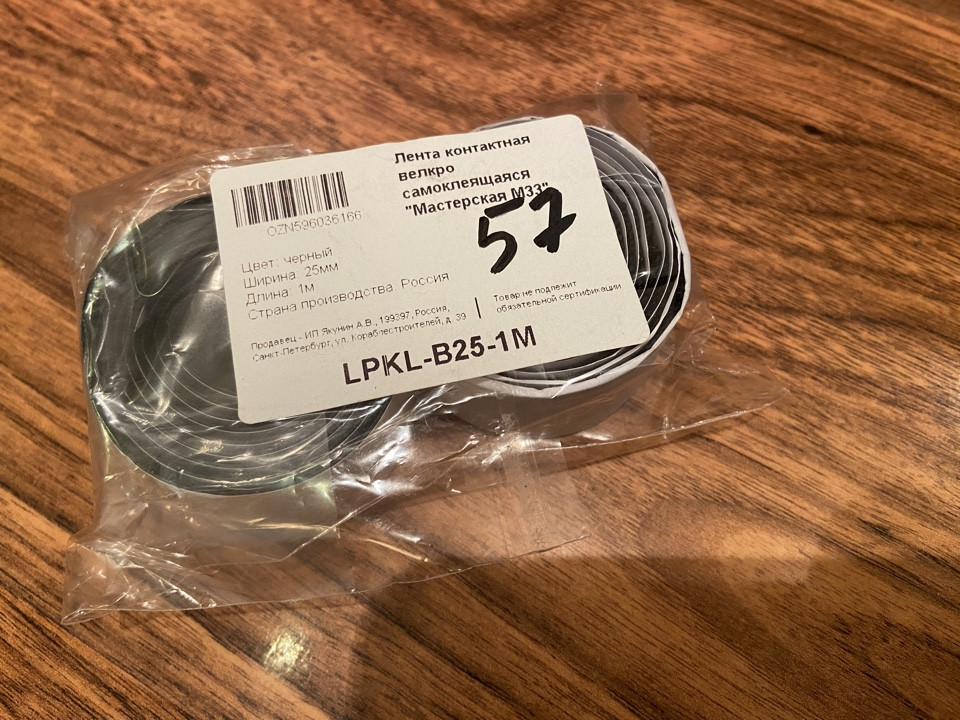 Лента контактная
велкро
самоклеящаяся
"Мастерская М33"
57
OZN596036166
Цвет: черный
Ширина: 25мм
Длина: 1м
Страна производства: Россия
Продавец - ИП Якунин А.В., 199397, Россия,
Санкт-Петербург, ул. Кораблестроителей, д. 39
Товар не подлежит
обязательной сертификации
LPKL-B25-1M